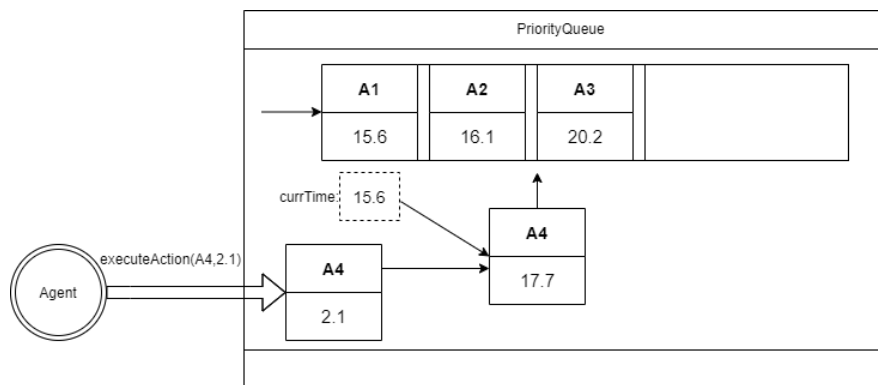 PriorityQueue
A1
A2
A3
15.6
16.1
20.2
currTime:
15.6
A4
17.7
executeAction(A4,2.1)
A4
2.1
Agent